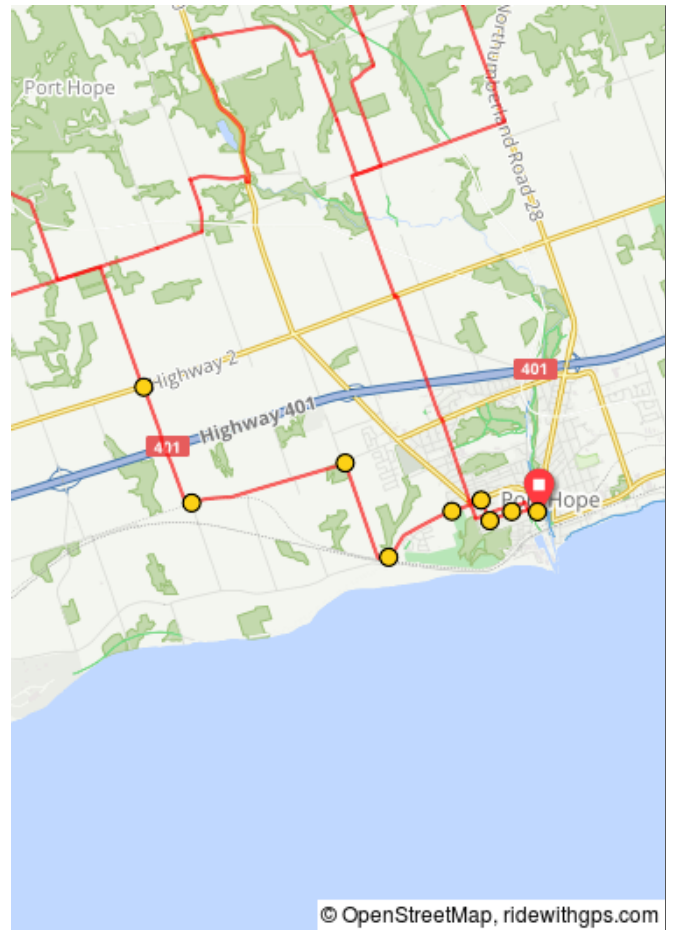 Port Hope
Northumberland Road 28
Highway 2
401
Highway 401
401
Port Hope
© OpenStreetMap, ridewithgps.com